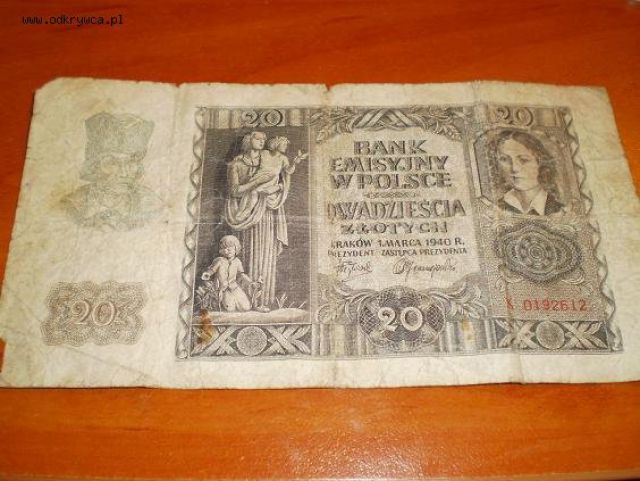 www.odkrywca.pl
20
20
BANK
EMISYJNY
W POLSCE
DWADZIEŚCIA
ZŁOTYCH
KRAKÓW 1. MARCA 1940 R.
PREZYDENT ZASTĘPCA PREZYDENTA
20
20
0192612